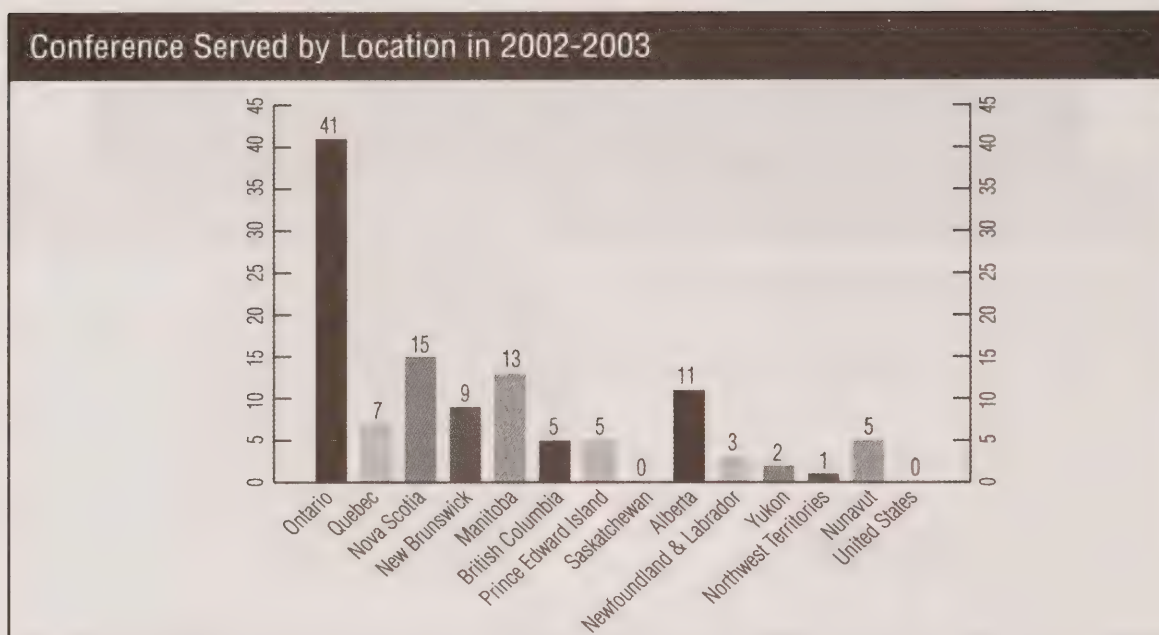 Conference Served by Location in 2002-2003
45
40
35
30
25
20
15
10
5
0
41
7
15
9
13
5
5
0
11
3
2
1
5
0
45
40
35
30
25
20
15
10
5
0
Ontario
Quebec
Nova Scotia
New Brunswick
Manitoba
British Columbia
Prince Edward Island
Saskatchewan
Alberta
Newfoundland & Labrador
Yukon
Northwest Territories
Nunavut
United States